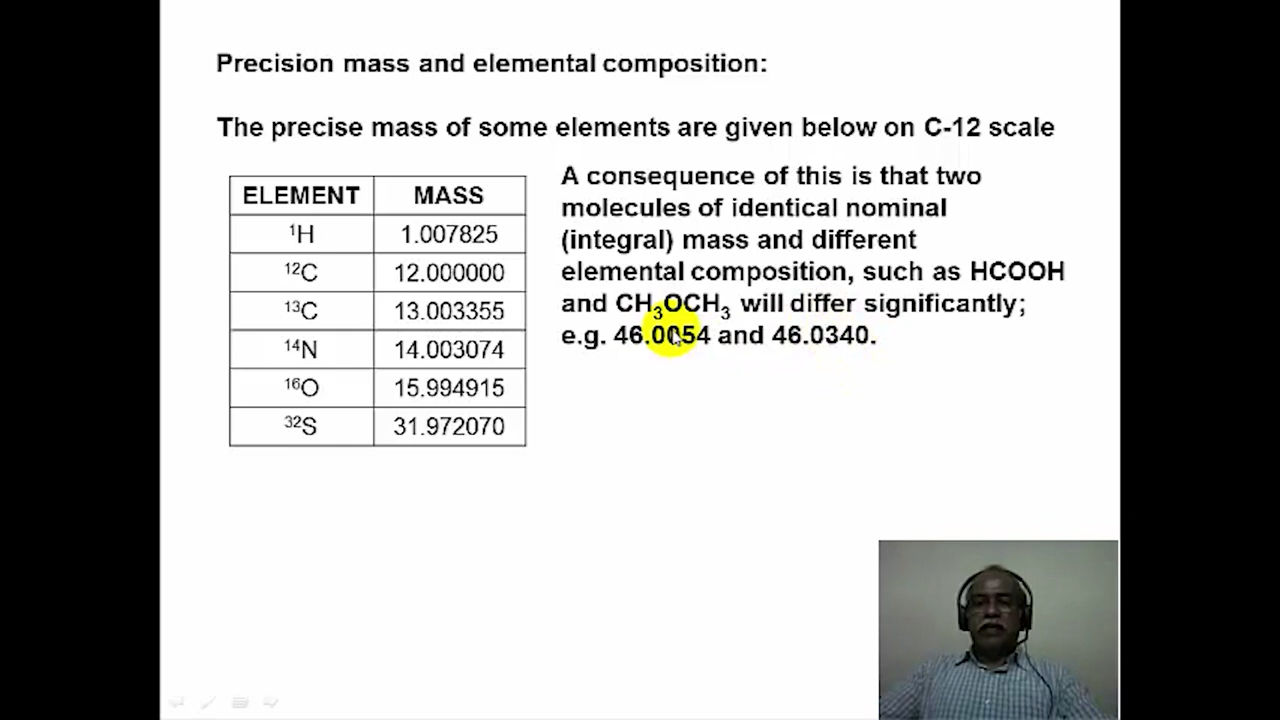 Precision mass and elemental composition:
The precise mass of some elements are given below on C-12 scale
ELEMENT MASS
¹H 1.007825
¹²C 12.000000
¹³C 13.003355
¹⁴N 14.003074
¹⁶O 15.994915
³²S 31.972070
A consequence of this is that two
molecules of identical nominal
(integral) mass and different
elemental composition, such as HCOOH
and CH₃OCH₃ will differ significantly;
e.g. 46.0054 and 46.0340.